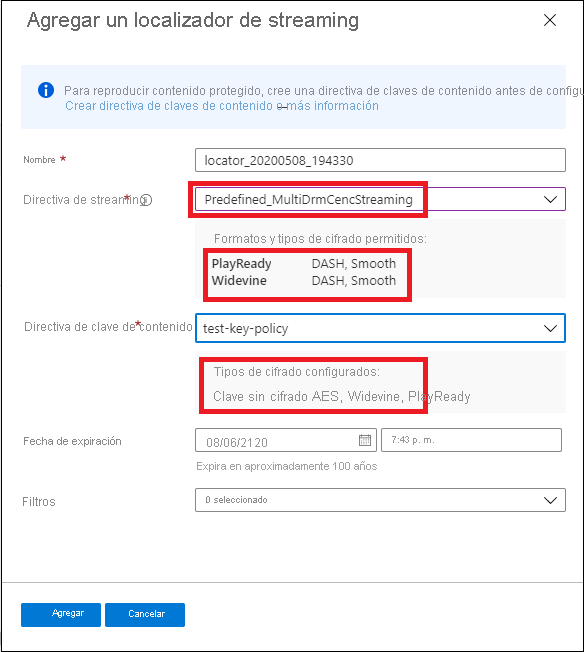 Agregar un localizador de streaming
Para reproducir contenido protegido, cree una directiva de claves de contenido antes de configu
Crear directiva de claves de contenido o más información
Nombre *
locator_20200508_194330
Directiva de streaming *
Predefined_MultiDrmCencStreaming
Formatos y tipos de cifrado permitidos:
PlayReady DASH, Smooth
Widevine DASH, Smooth
Directiva de clave de contenido *
test-key-policy
Tipos de cifrado configurados:
Clave sin cifrado AES, Widevine, PlayReady
Fecha de expiración
08/06/2120
7:43 p. m.
Expira en aproximadamente 100 años
Filtros
0 seleccionado
Agregar
Cancelar